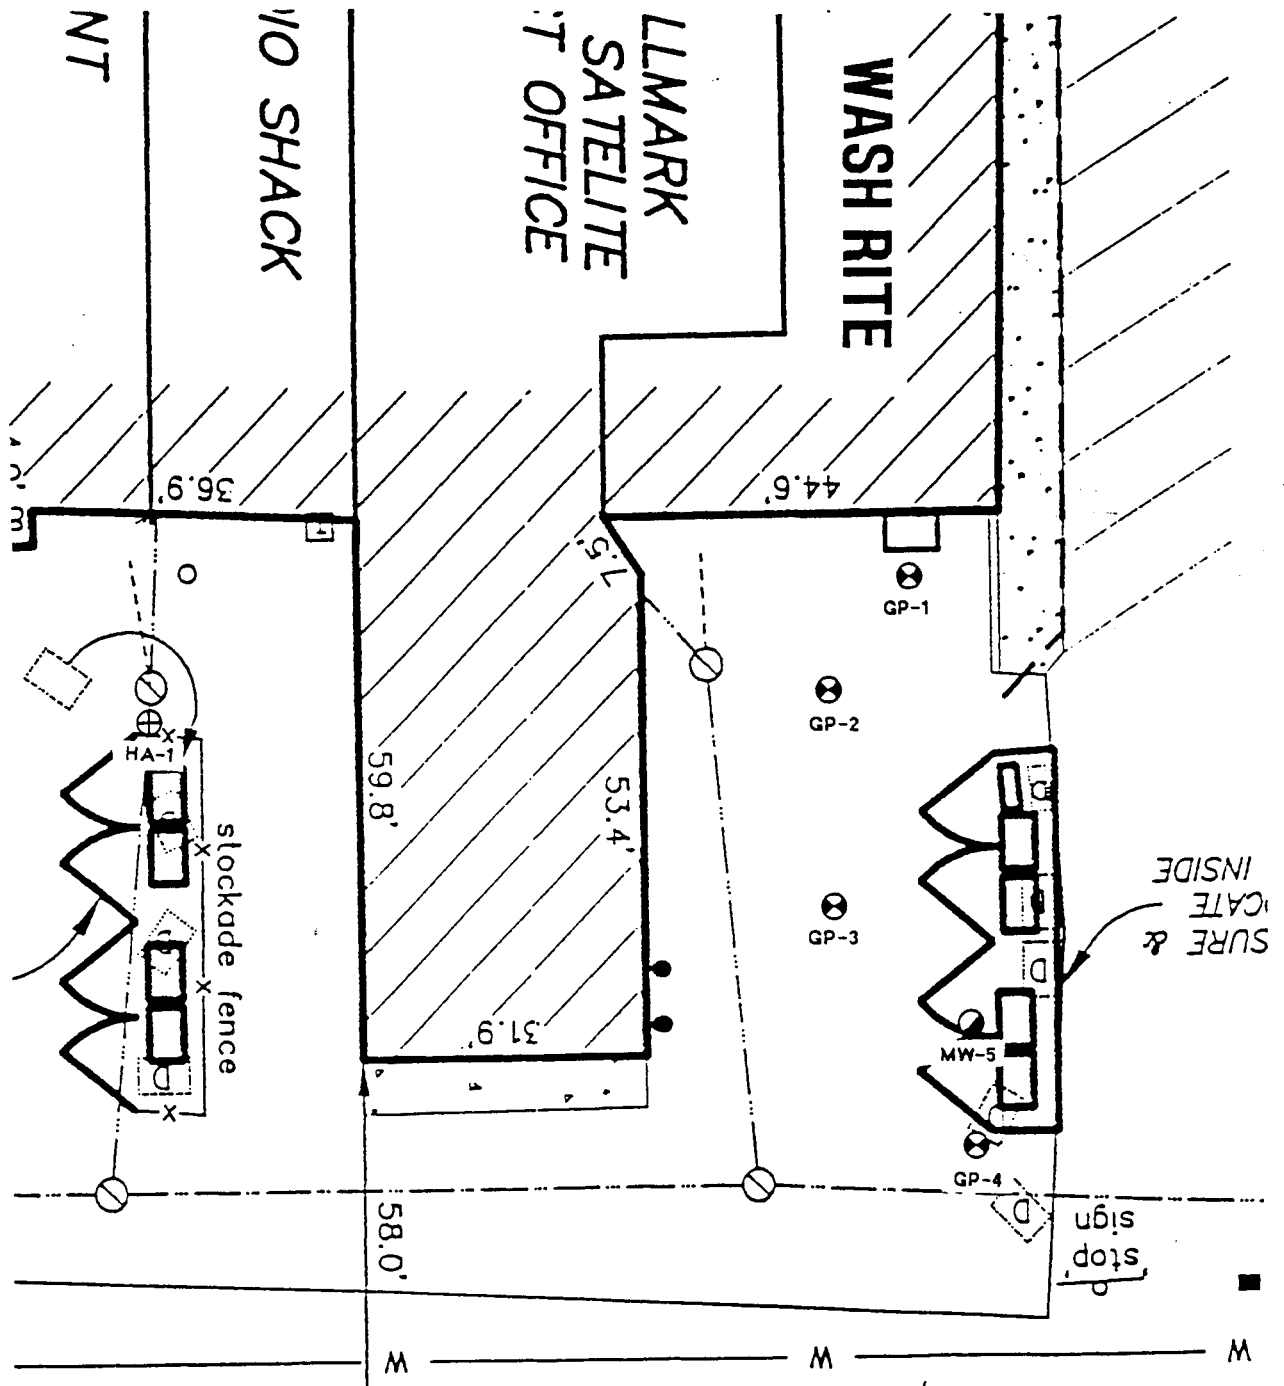 NT
IO SHACK
LLMARK
SATELITE
T OFFICE
WASH RITE
36.9'
44.6'
7.5'
GP-1
GP-2
HA-1
59.8'
53.4'
stockade fence
GP-3
SURE &
CATE
INSIDE
31.9'
MW-5
GP-4
58.0'
'stop'
sign
X
X
X
X
D
D
D
D
W
W
W